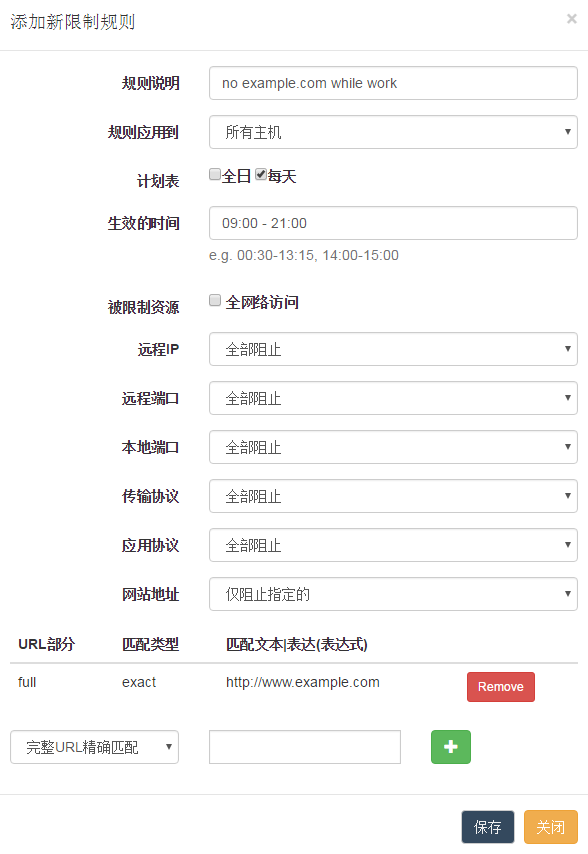 添加新限制规则 ×
规则说明 no example.com while work
规则应用到 所有主机
计划表 全日 每天
生效的时间 09:00 - 21:00
e.g. 00:30-13:15, 14:00-15:00
被限制资源 全网络访问
远程IP 全部阻止
远程端口 全部阻止
本地端口 全部阻止
传输协议 全部阻止
应用协议 全部阻止
网站地址 仅阻止指定的
URL部分 匹配类型 匹配文本|表达(表达式)
full exact http://www.example.com Remove
完整URL精确匹配
保存 关闭